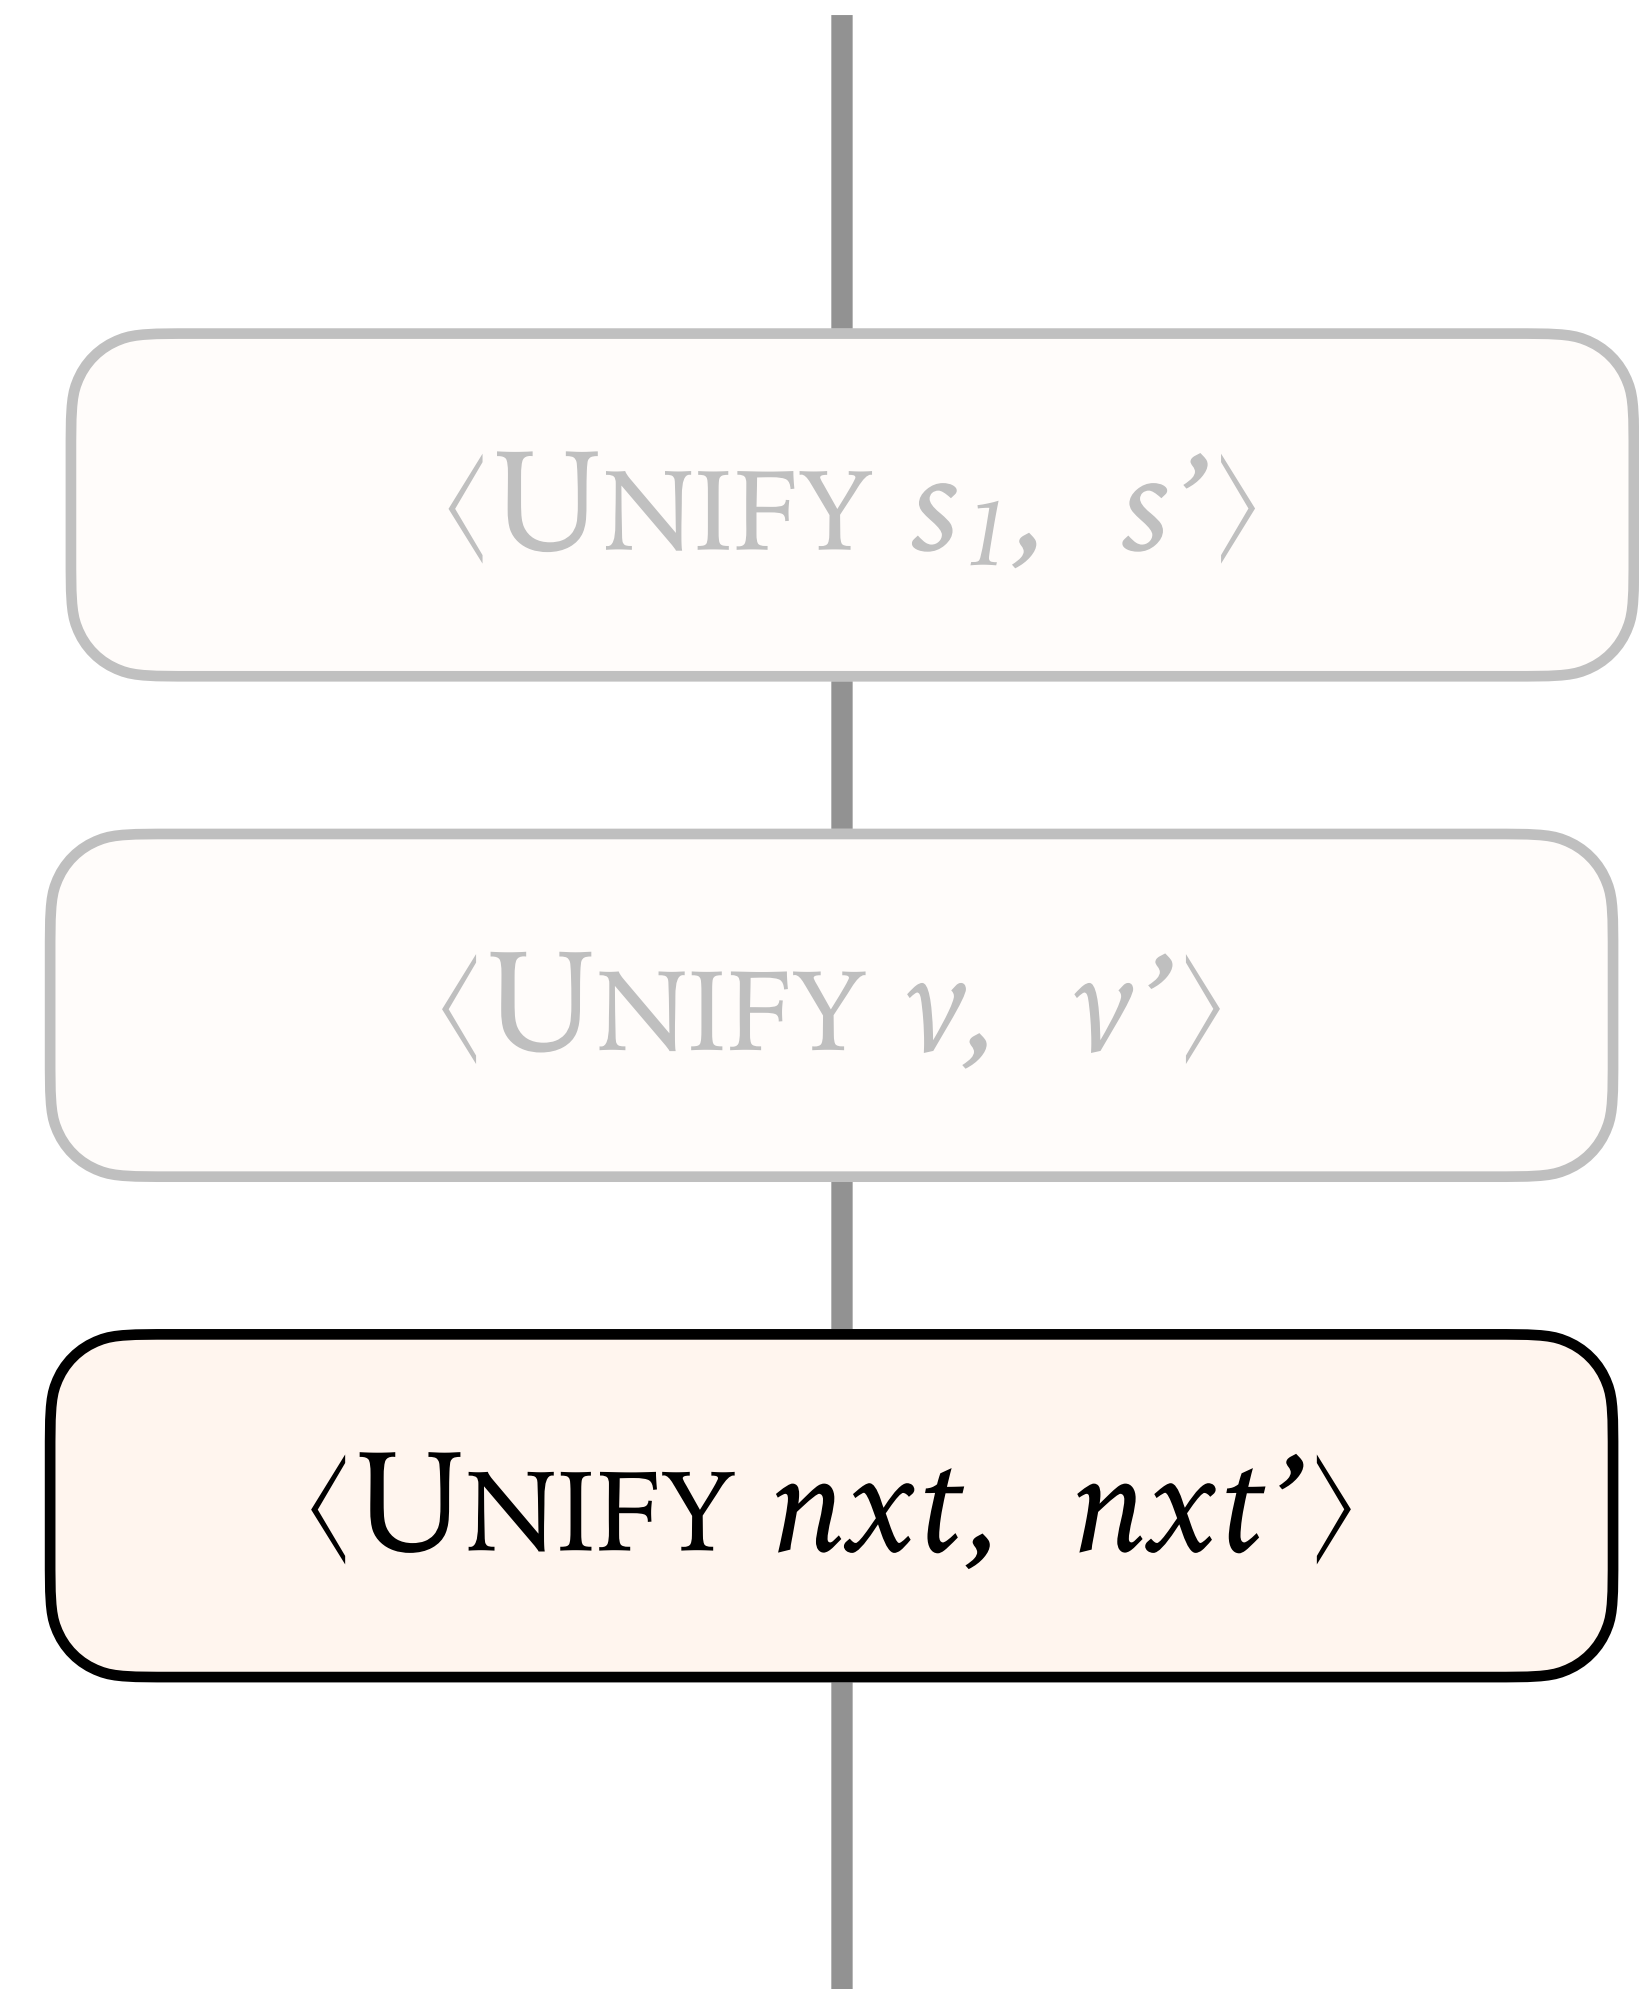 ⟨UNIFY s₁, s’⟩
⟨UNIFY v, v’⟩
⟨UNIFY nxt, nxt’⟩